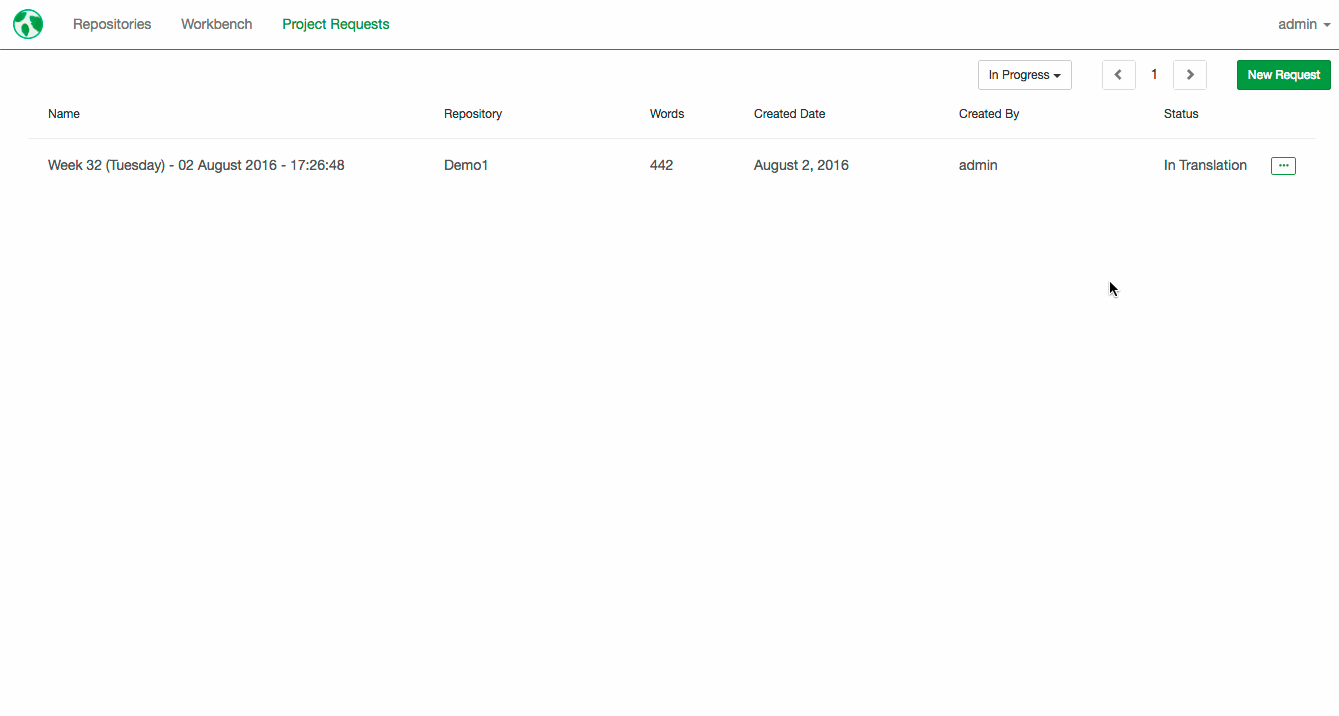 Repositories Workbench Project Requests admin
In Progress 1 New Request
Name Repository Words Created Date Created By Status
Week 32 (Tuesday) - 02 August 2016 - 17:26:48 Demo1 442 August 2, 2016 admin In Translation ...